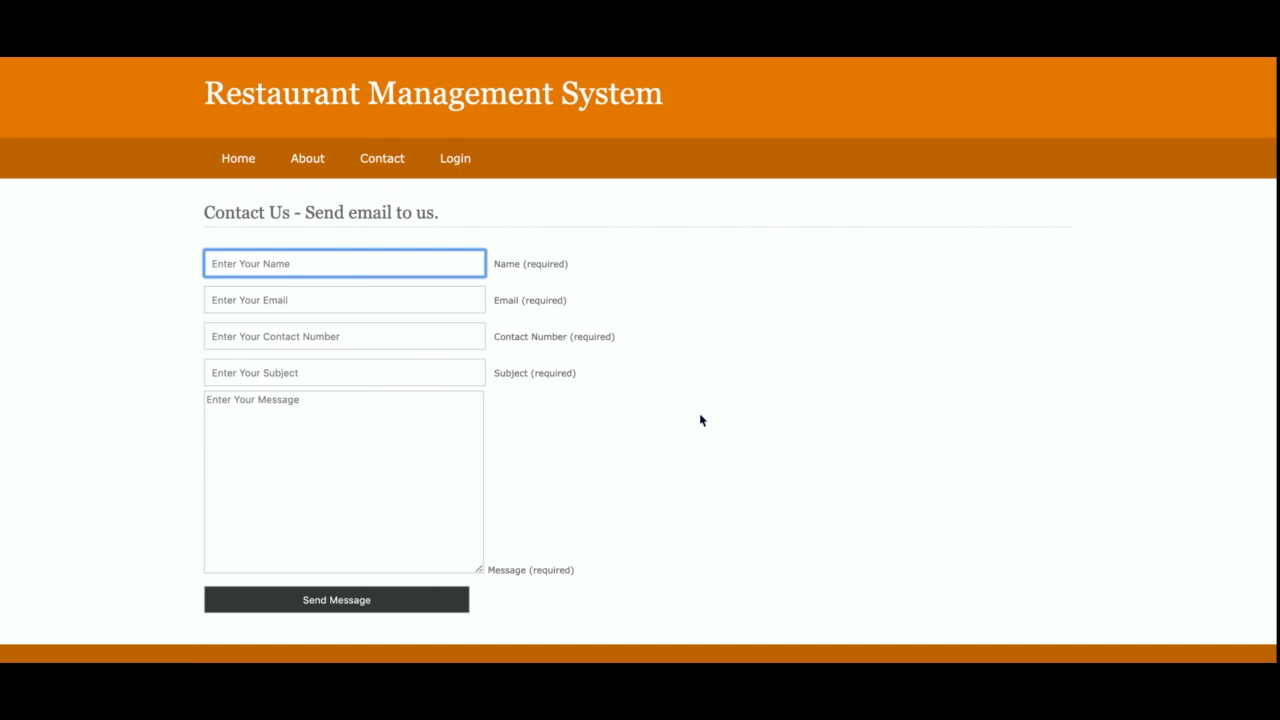 Restaurant Management System
Home About Contact Login
Contact Us - Send email to us.
Enter Your Name Name (required)
Enter Your Email Email (required)
Enter Your Contact Number Contact Number (required)
Enter Your Subject Subject (required)
Enter Your Message
Message (required)
Send Message